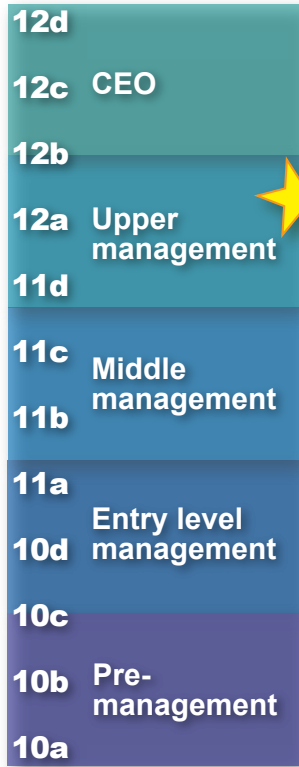 12d
12c CEO
12b
12a Upper
management
11d
11c
Middle
management
11b
11a
Entry level
10d management
10c
10b Pre-
management
10a